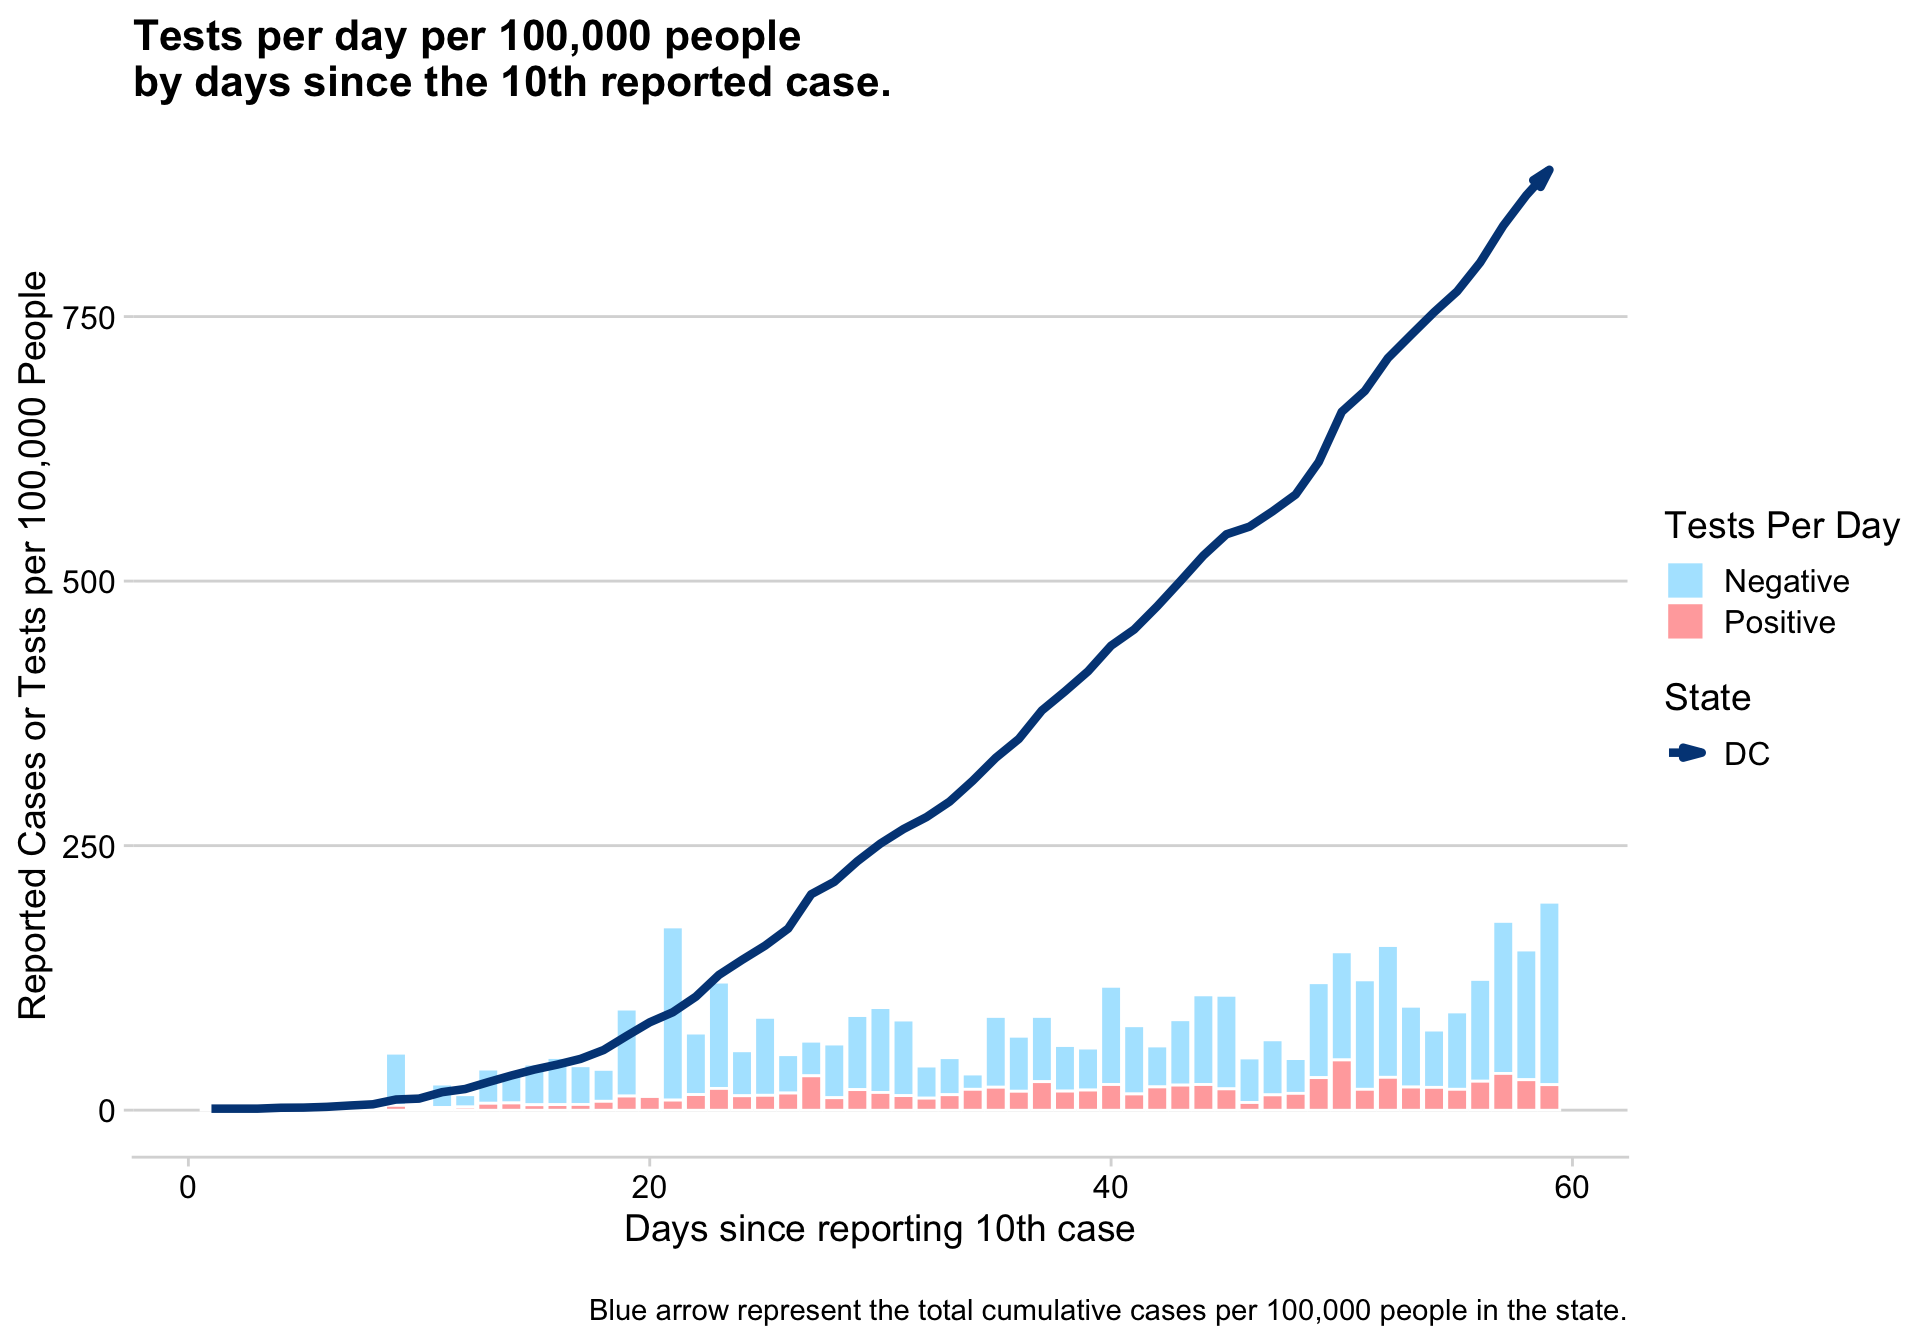 Tests per day per 100,000 people
by days since the 10th reported case.
Reported Cases or Tests per 100,000 People
750
500
250
0
0
20
40
60
Days since reporting 10th case
Tests Per Day
Negative
Positive
State
DC
Blue arrow represent the total cumulative cases per 100,000 people in the state.